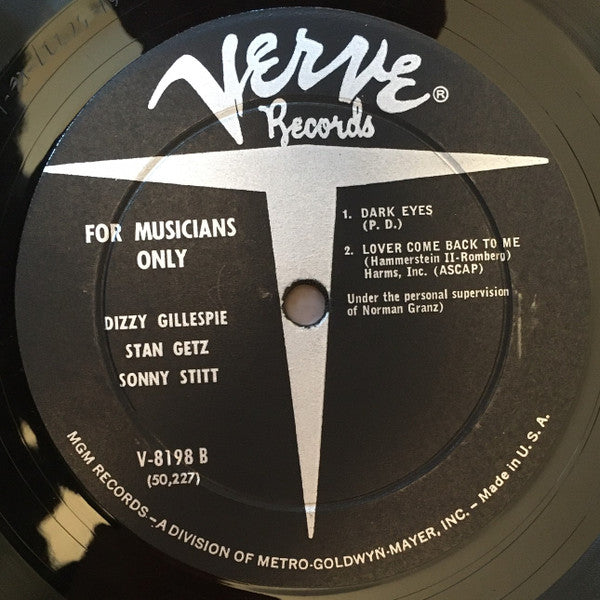 VERVE®
Records
FOR MUSICIANS
ONLY
DIZZY GILLESPIE
STAN GETZ
SONNY STITT
V-8198 B
(50,227)
1. DARK EYES
(P. D.)
2. LOVER COME BACK TO ME
(Hammerstein II-Romberg)
Harms, Inc. (ASCAP)
Under the personal supervision
of Norman Granz)
MGM RECORDS – A DIVISION OF METRO-GOLDWYN-MAYER, INC. – Made in U. S. A.